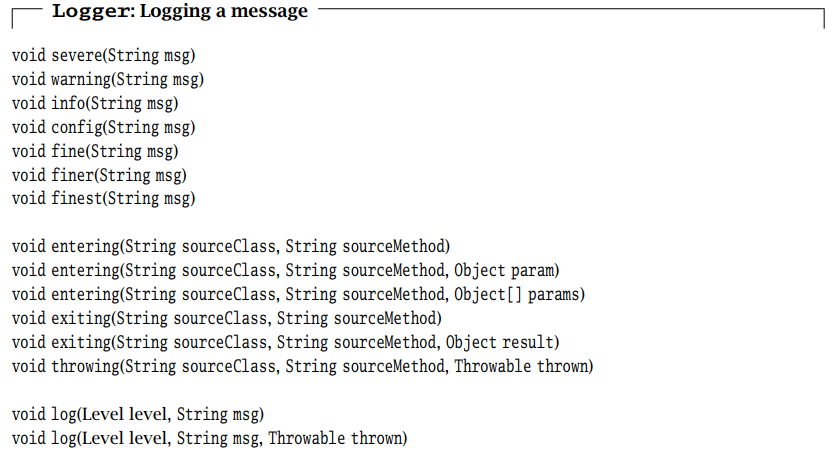 Logger: Logging a message
void severe(String msg)
void warning(String msg)
void info(String msg)
void config(String msg)
void fine(String msg)
void finer(String msg)
void finest(String msg)
void entering(String sourceClass, String sourceMethod)
void entering(String sourceClass, String sourceMethod, Object param)
void entering(String sourceClass, String sourceMethod, Object[] params)
void exiting(String sourceClass, String sourceMethod)
void exiting(String sourceClass, String sourceMethod, Object result)
void throwing(String sourceClass, String sourceMethod, Throwable thrown)
void log(Level level, String msg)
void log(Level level, String msg, Throwable thrown)